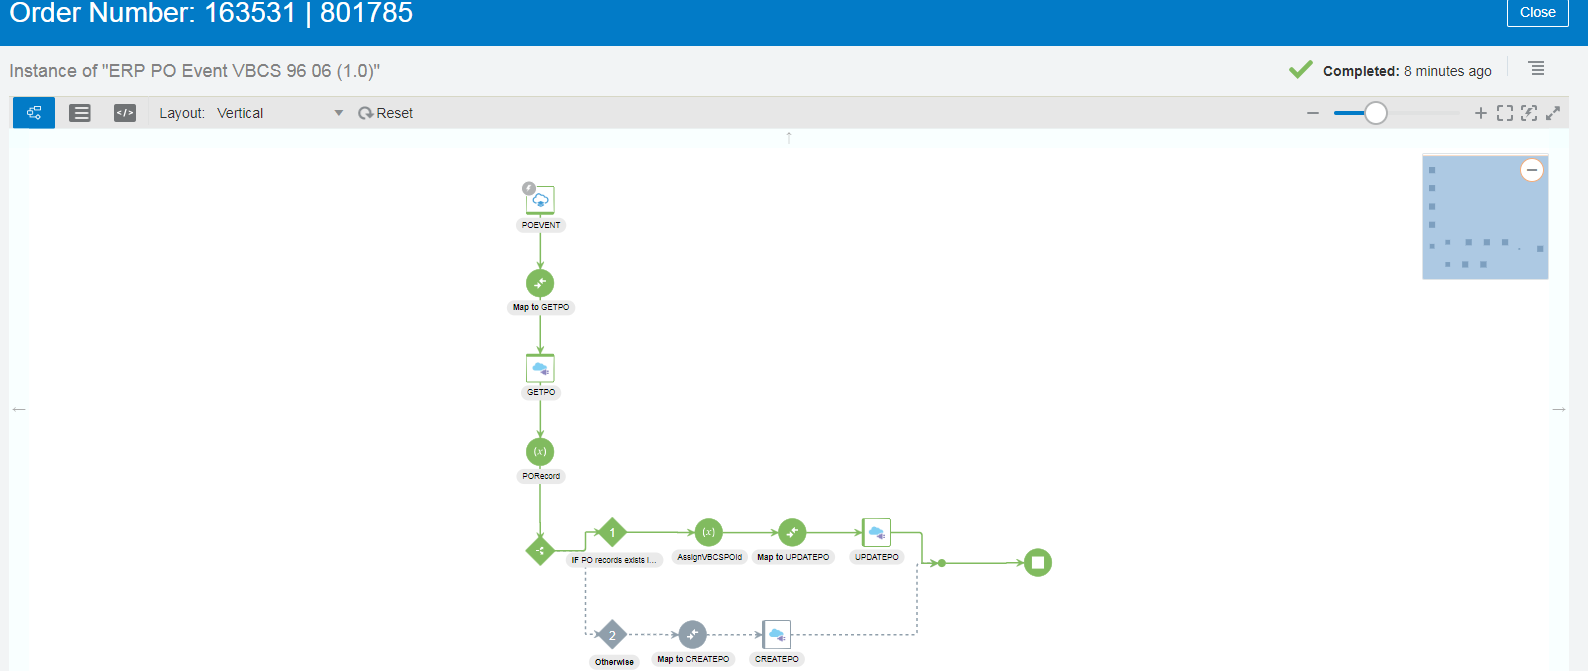 Order Number: 163531 | 801785
Close
Instance of "ERP PO Event VBCS 96 06 (1.0)"
Completed: 8 minutes ago
Layout: Vertical
Reset
POEVENT
Map to GETPO
GETPO
(x)
PORecord
1
(x)
IF PO records exists I...
AssignVBCSPOId
Map to UPDATEPO
UPDATEPO
2
Otherwise
Map to CREATEPO
CREATEPO